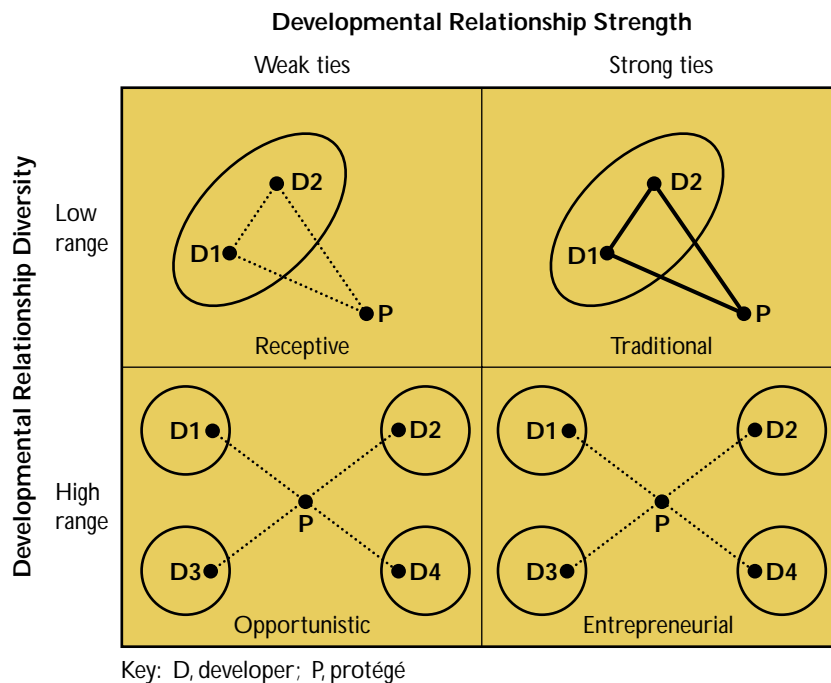 Developmental Relationship Strength
Weak ties
Strong ties
Developmental Relationship Diversity
Low
range
D2
D1
P
Receptive
D2
D1
P
Traditional
High
range
D1
D2
P
D3
D4
Opportunistic
D1
D2
P
D3
D4
Entrepreneurial
Key: D, developer; P, protégé